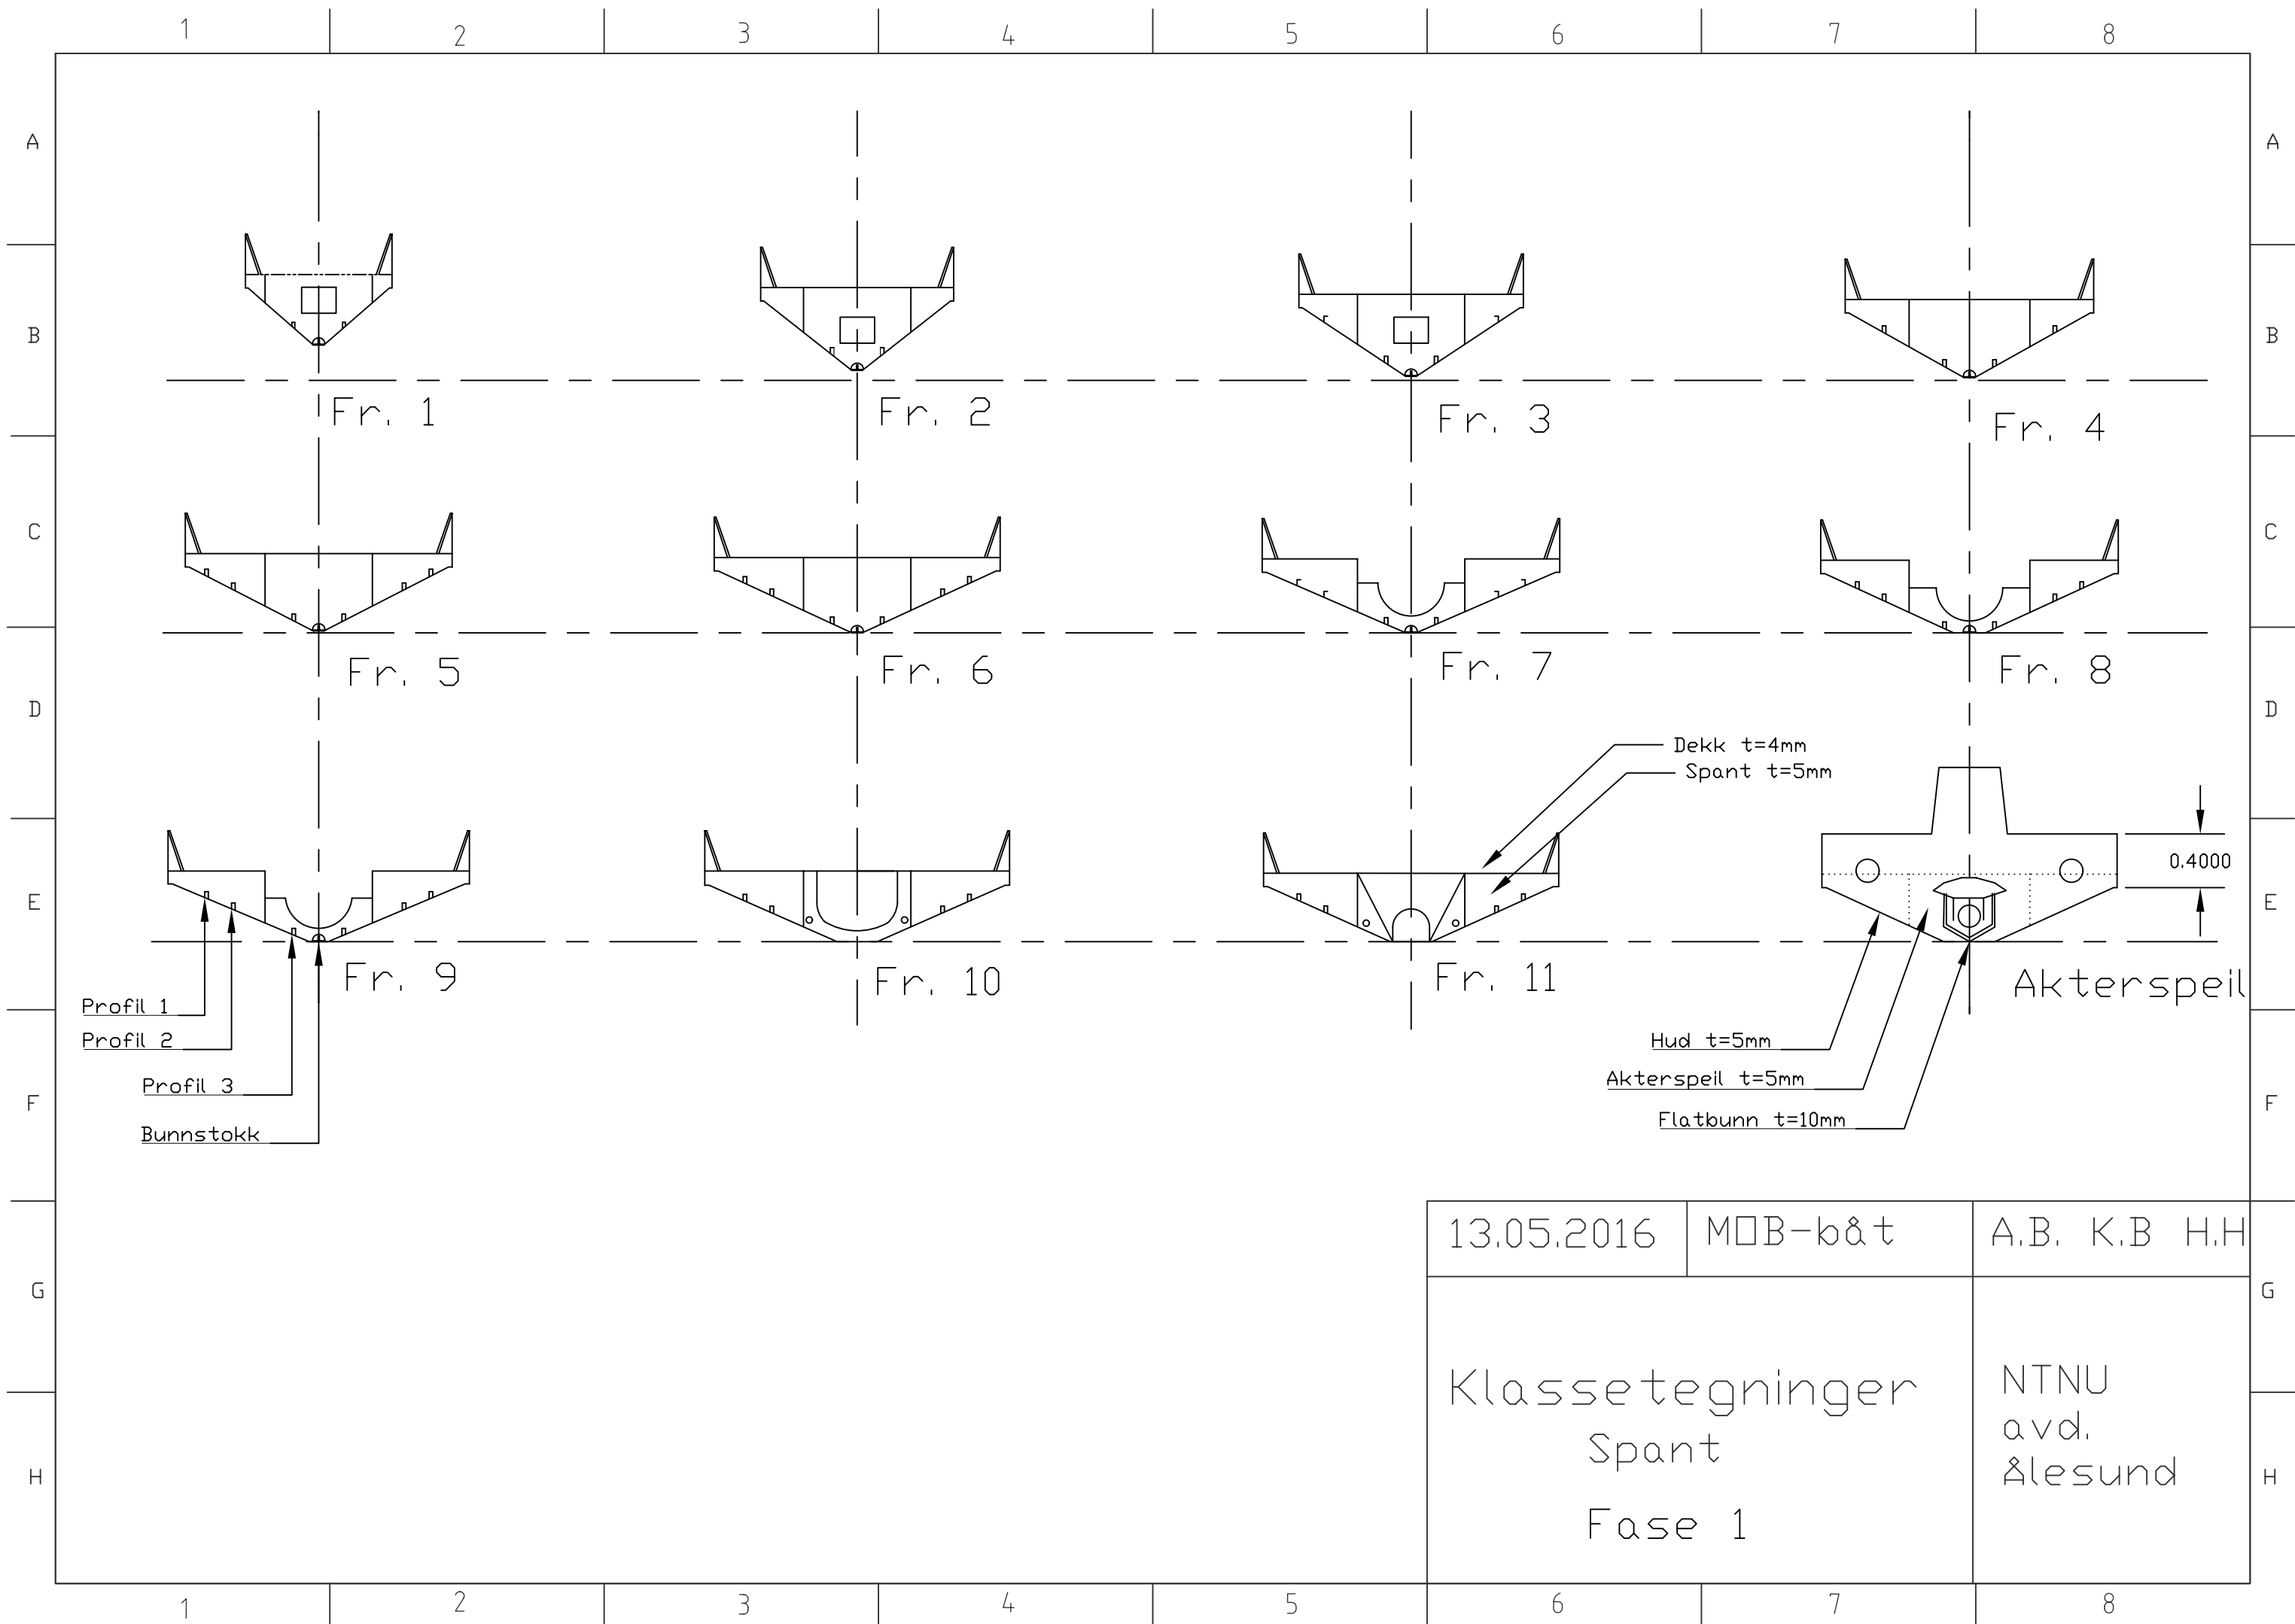 1 2 3 4 5 6 7 8
A A
B B
Fr. 1 Fr. 2 Fr. 3 Fr. 4
C C
Fr. 5 Fr. 6 Fr. 7 Fr. 8
D D
Dekk t=4mm
Spant t=5mm
0.4000
E E
Fr. 9 Fr. 10 Fr. 11 Akterspeil
Profil 1
Profil 2
Profil 3
Bunnstokk
Hud t=5mm
Akterspeil t=5mm
Flatbunn t=10mm
F F
13.05.2016 MOB-båt A.B. K.B H.H
G G
Klassetegninger
Spant
Fase 1
NTNU
avd.
Ålesund
H H
1 2 3 4 5 6 7 8